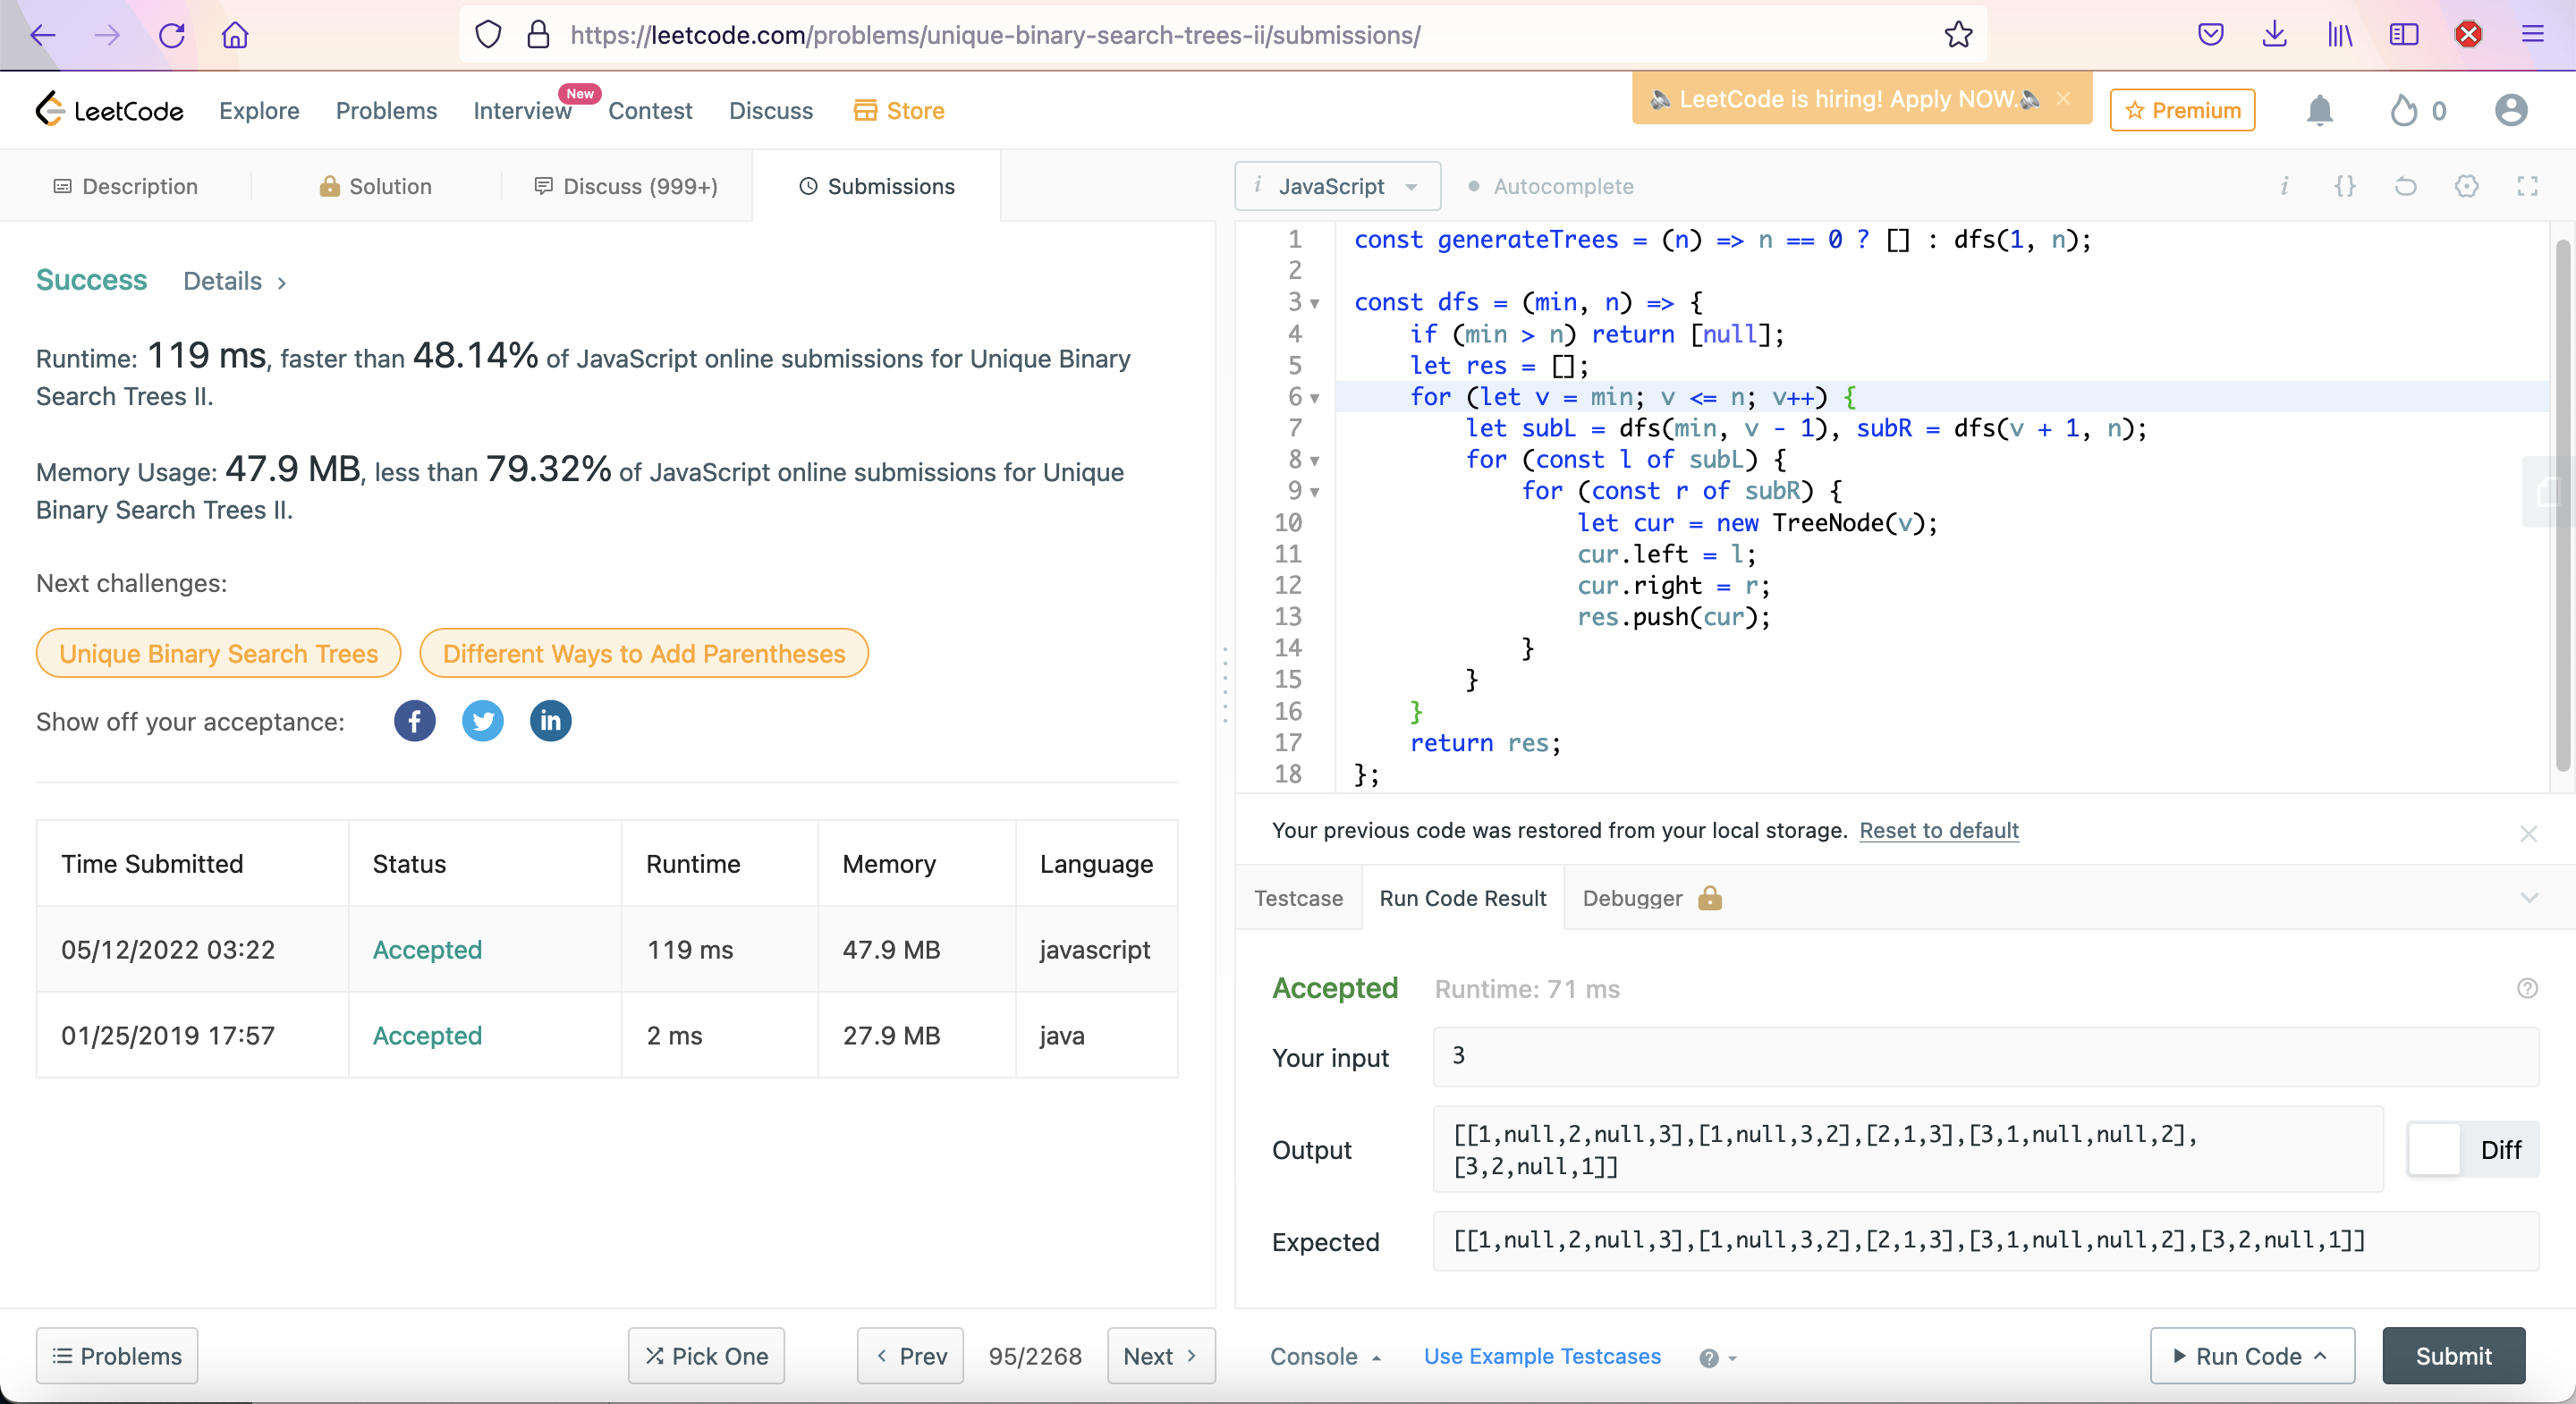 https://leetcode.com/problems/unique-binary-search-trees-ii/submissions/
LeetCode Explore Problems Interview New Contest Discuss Store LeetCode is hiring! Apply NOW. Premium 0
Description Solution Discuss (999+) Submissions
Success Details
Runtime: 119 ms, faster than 48.14% of JavaScript online submissions for Unique Binary
Search Trees II.
Memory Usage: 47.9 MB, less than 79.32% of JavaScript online submissions for Unique
Binary Search Trees II.
Next challenges:
Unique Binary Search Trees Different Ways to Add Parentheses
Show off your acceptance: f in
Time Submitted Status Runtime Memory Language
05/12/2022 03:22 Accepted 119 ms 47.9 MB javascript
01/25/2019 17:57 Accepted 2 ms 27.9 MB java
Problems Pick One Prev 95/2268 Next
i JavaScript Autocomplete i {}
1 const generateTrees = (n) => n == 0 ? [] : dfs(1, n);
2
3 const dfs = (min, n) => {
4 if (min > n) return [null];
5 let res = [];
6 for (let v = min; v <= n; v++) {
7 let subL = dfs(min, v - 1), subR = dfs(v + 1, n);
8 for (const l of subL) {
9 for (const r of subR) {
10 let cur = new TreeNode(v);
11 cur.left = l;
12 cur.right = r;
13 res.push(cur);
14 }
15 }
16 }
17 return res;
18 };
Your previous code was restored from your local storage. Reset to default
Testcase Run Code Result Debugger
Accepted Runtime: 71 ms
Your input 3
Output [[1,null,2,null,3],[1,null,3,2],[2,1,3],[3,1,null,null,2],
[3,2,null,1]]
Diff
Expected [[1,null,2,null,3],[1,null,3,2],[2,1,3],[3,1,null,null,2],[3,2,null,1]]
Console Use Example Testcases Run Code Submit